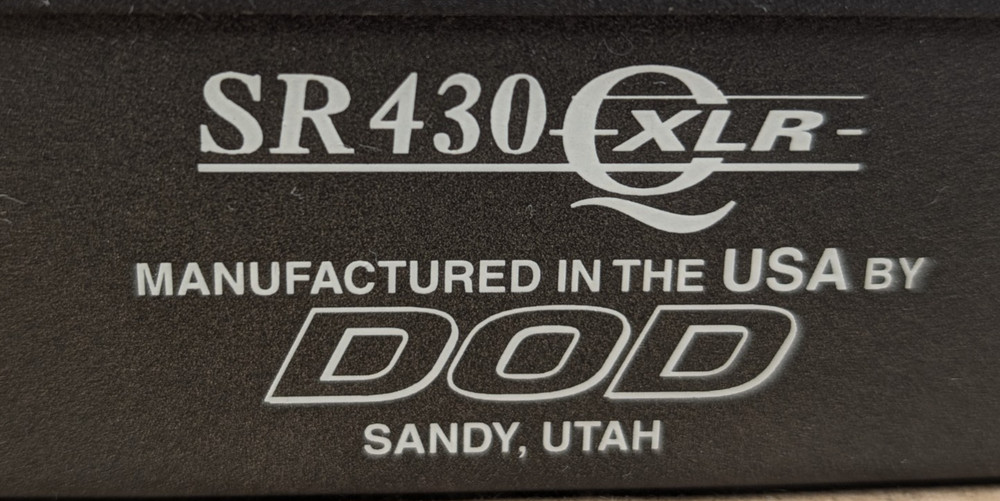 SR430QXLR
MANUFACTURED IN THE USA BY
DOD
SANDY, UTAH